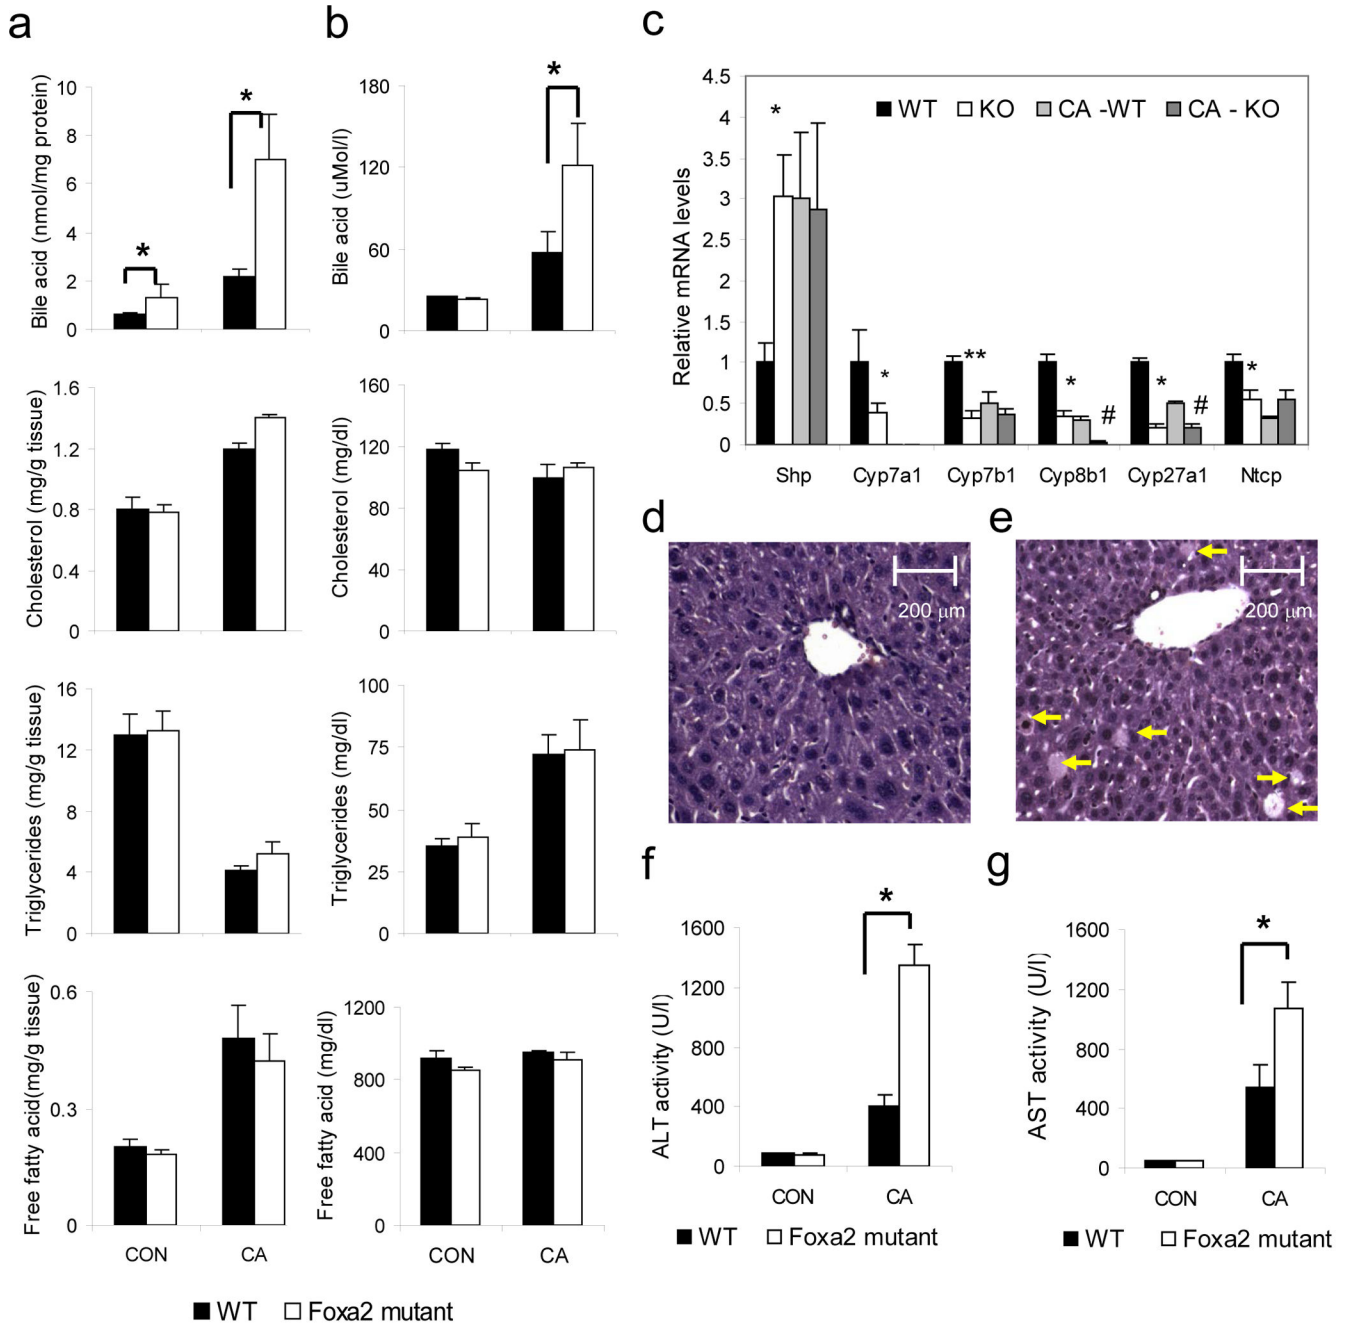 a
Bile acid (nmol/mg protein)
10
8
6
4
2
0
*
*
Cholesterol (mg/g tissue)
1.6
1.2
0.8
0.4
0
Triglycerides (mg/g tissue)
16
12
8
4
0
Free fatty acid(mg/g tissue)
0.6
0.3
0
CON
CA
b
Bile acid (uMol/l)
180
120
60
0
*
Cholesterol (mg/dl)
160
120
80
40
0
Triglycerides (mg/dl)
100
75
50
25
0
Free fatty acid (mg/dl)
1200
800
400
0
CON
CA
WT
Foxa2 mutant
c
Relative mRNA levels
4.5
4
3.5
3
2.5
2
1.5
1
0.5
0
WT
KO
CA -WT
CA - KO
*
*
**
*
#
*
#
*
Shp
Cyp7a1
Cyp7b1
Cyp8b1
Cyp27a1
Ntcp
d
200 μm
e
200 μm
f
ALT activity (U/l)
1600
1200
800
400
0
*
CON
CA
WT
Foxa2 mutant
g
AST activity (U/l)
1600
1200
800
400
0
*
CON
CA
WT
Foxa2 mutant